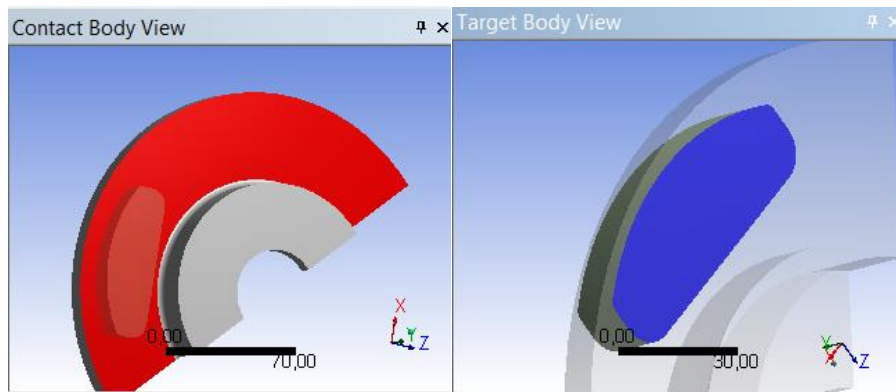 Contact Body View
Target Body View
X
Y
Z
0,00
70,00
0,00
30,00
Y
X
Z